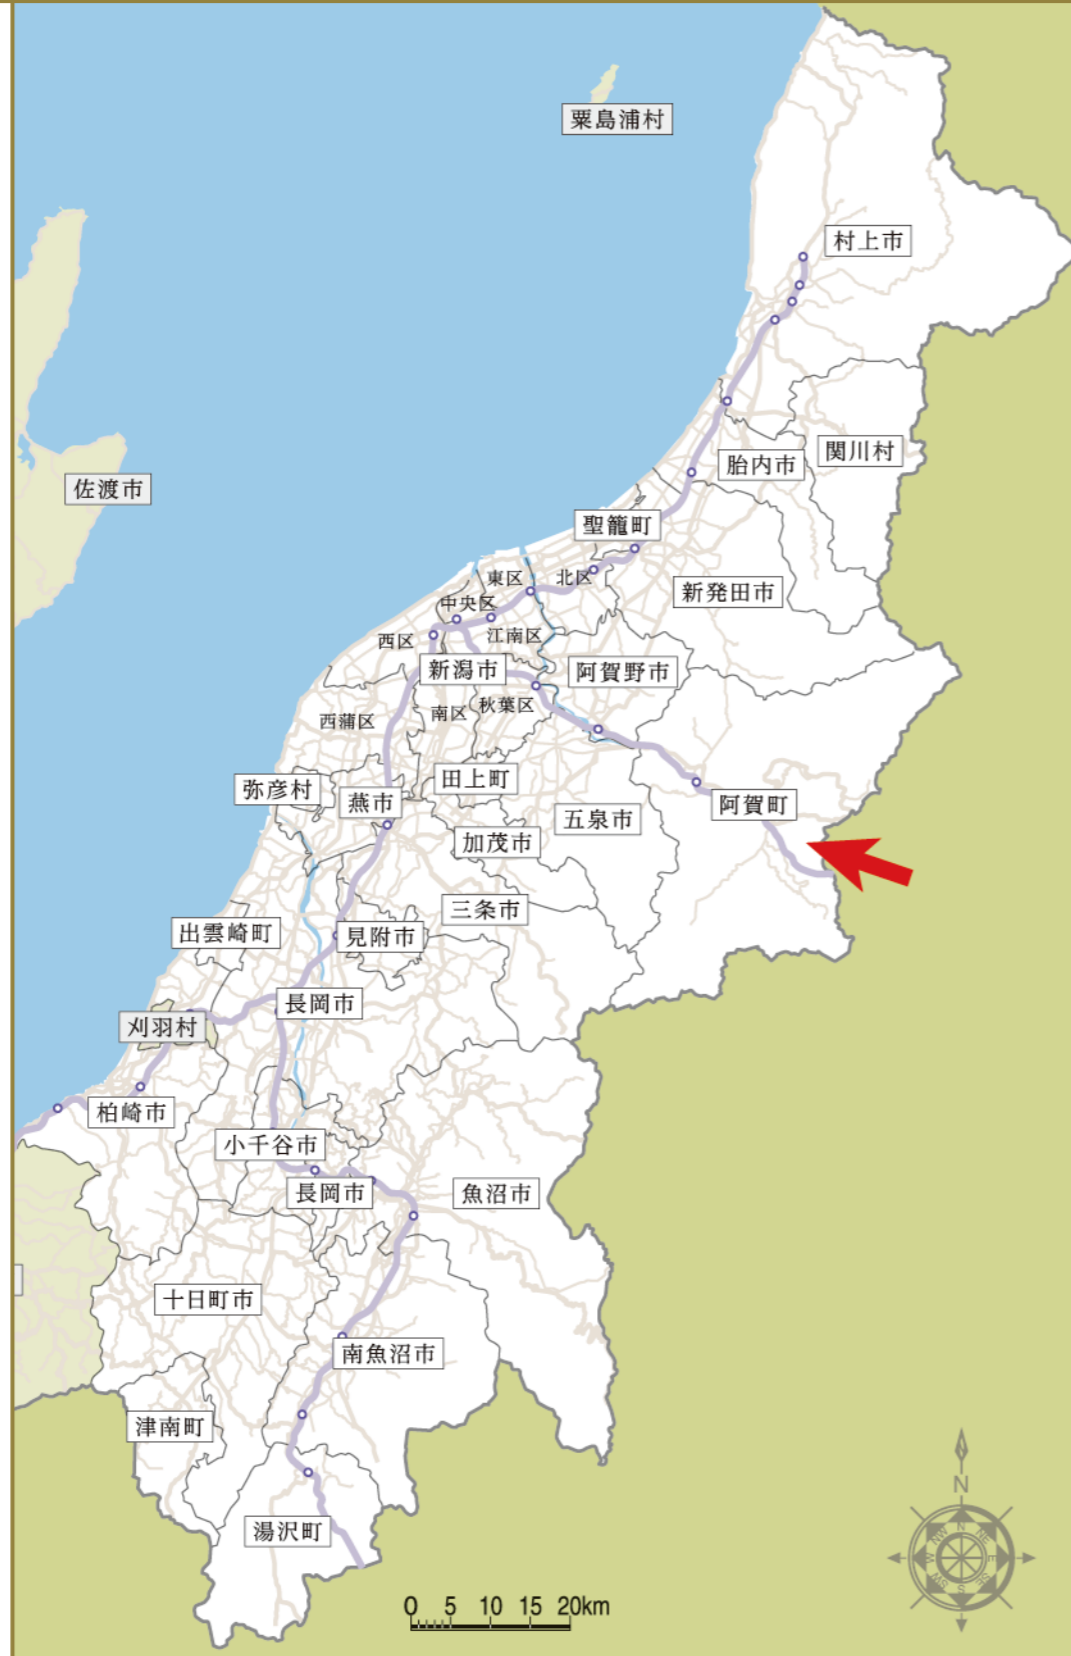 粟島浦村
村上市
関川村
胎内市
佐渡市
聖籠町
東区
北区
新発田市
中央区
西区
江南区
新潟市
阿賀野市
秋葉区
南区
西蒲区
田上町
弥彦村
燕市
阿賀町
五泉市
加茂市
三条市
出雲崎町
見附市
長岡市
刈羽村
柏崎市
小千谷市
長岡市
魚沼市
十日町市
南魚沼市
津南町
湯沢町
0 5 10 15 20km
N
N
NE
E
SE
S
SW
W
NW